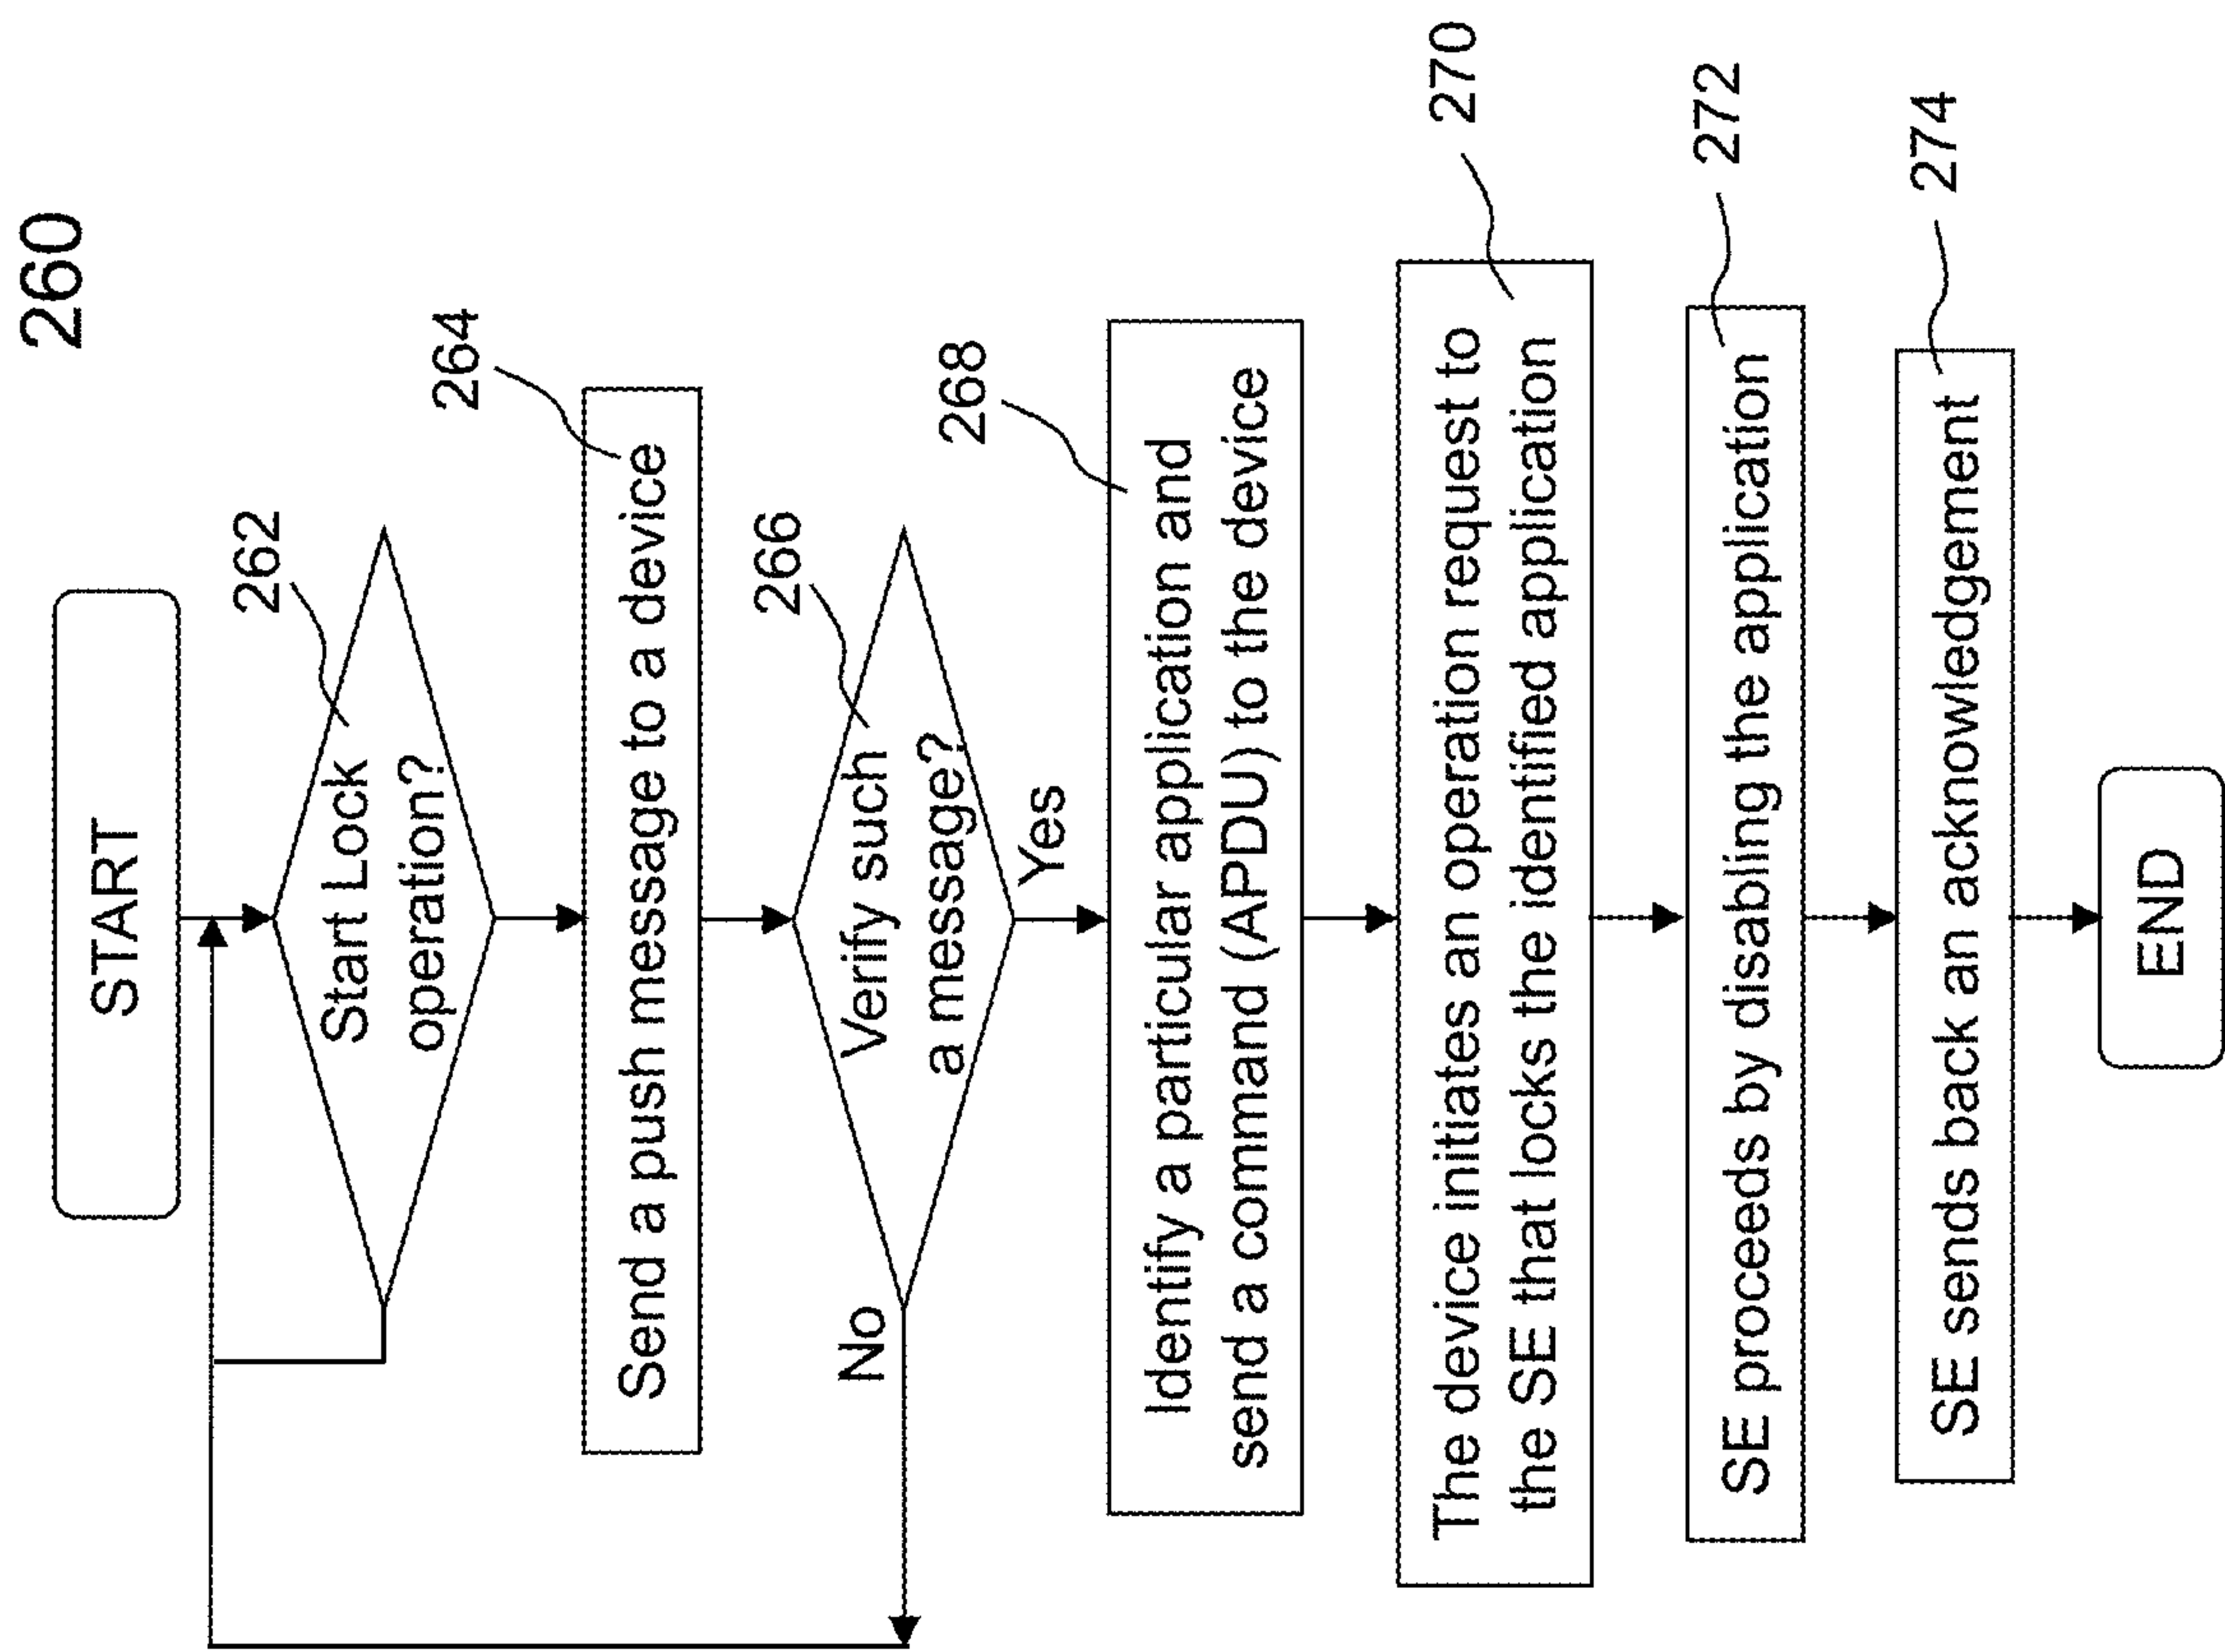 260
START
262
Start Lock
operation?
264
Send a push message to a device
266
Verify such
a message?
No
Yes
268
Identify a particular application and
send a command (APDU) to the device
270
The device initiates an operation request to
the SE that locks the identified application
272
SE proceeds by disabling the application
274
SE sends back an acknowledgement
END